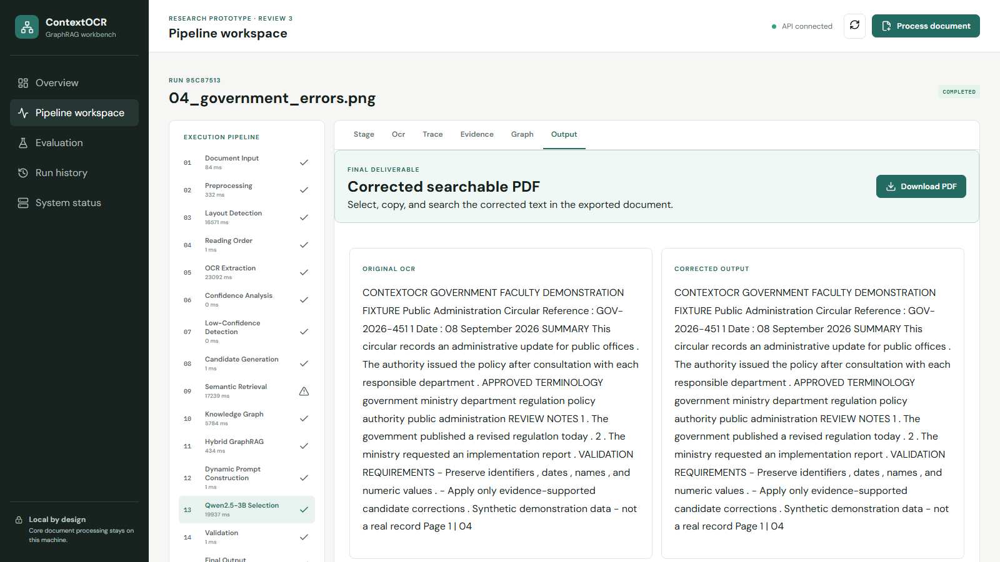 ContextOCR
GraphRAG workbench
Overview
Pipeline workspace
Evaluation
Run history
System status
Local by design
Core document processing stays on
this machine.
RESEARCH PROTOTYPE · REVIEW 3
Pipeline workspace
API connected
Process document
RUN 95C87513
04_government_errors.png
COMPLETED
EXECUTION PIPELINE
01 Document Input
84 ms
02 Preprocessing
332 ms
03 Layout Detection
16571 ms
04 Reading Order
1 ms
05 OCR Extraction
23092 ms
06 Confidence Analysis
0 ms
07 Low-Confidence
Detection
0 ms
08 Candidate Generation
1 ms
09 Semantic Retrieval
17239 ms
10 Knowledge Graph
5784 ms
11 Hybrid GraphRAG
434 ms
12 Dynamic Prompt
Construction
1 ms
13 Qwen2.5-3B Selection
19937 ms
14 Validation
1 ms
Final Output
Stage Ocr Trace Evidence Graph Output
FINAL DELIVERABLE
Corrected searchable PDF
Select, copy, and search the corrected text in the exported document.
Download PDF
ORIGINAL OCR
CONTEXTOCR GOVERNMENT FACULTY DEMONSTRATION
FIXTURE Public Administration Circular Reference : GOV-
2026-451 1 Date : 08 September 2026 SUMMARY This
circular records an administrative update for public offices .
The authority issued the policy after consultation with each
responsible department . APPROVED TERMINOLOGY
government ministry department regulation policy
authority public administration REVIEW NOTES 1 . The
govemment published a revised regulatlon today . 2 . The
ministry requested an implementation report . VALIDATION
REQUIREMENTS - Preserve identifiers , dates , names , and
numeric values . - Apply only evidence-supported
candidate corrections . Synthetic demonstration data - not
a real record Page 1 | 04
CORRECTED OUTPUT
CONTEXTOCR GOVERNMENT FACULTY DEMONSTRATION
FIXTURE Public Administration Circular Reference : GOV-
2026-451 1 Date : 08 September 2026 SUMMARY This
circular records an administrative update for public offices .
The authority issued the policy after consultation with each
responsible department . APPROVED TERMINOLOGY
government ministry department regulation policy
authority public administration REVIEW NOTES 1 . The
government published a revised regulation today . 2 . The
ministry requested an implementation report . VALIDATION
REQUIREMENTS - Preserve identifiers , dates , names , and
numeric values . - Apply only evidence-supported
candidate corrections . Synthetic demonstration data - not
a real record Page 1 | 04